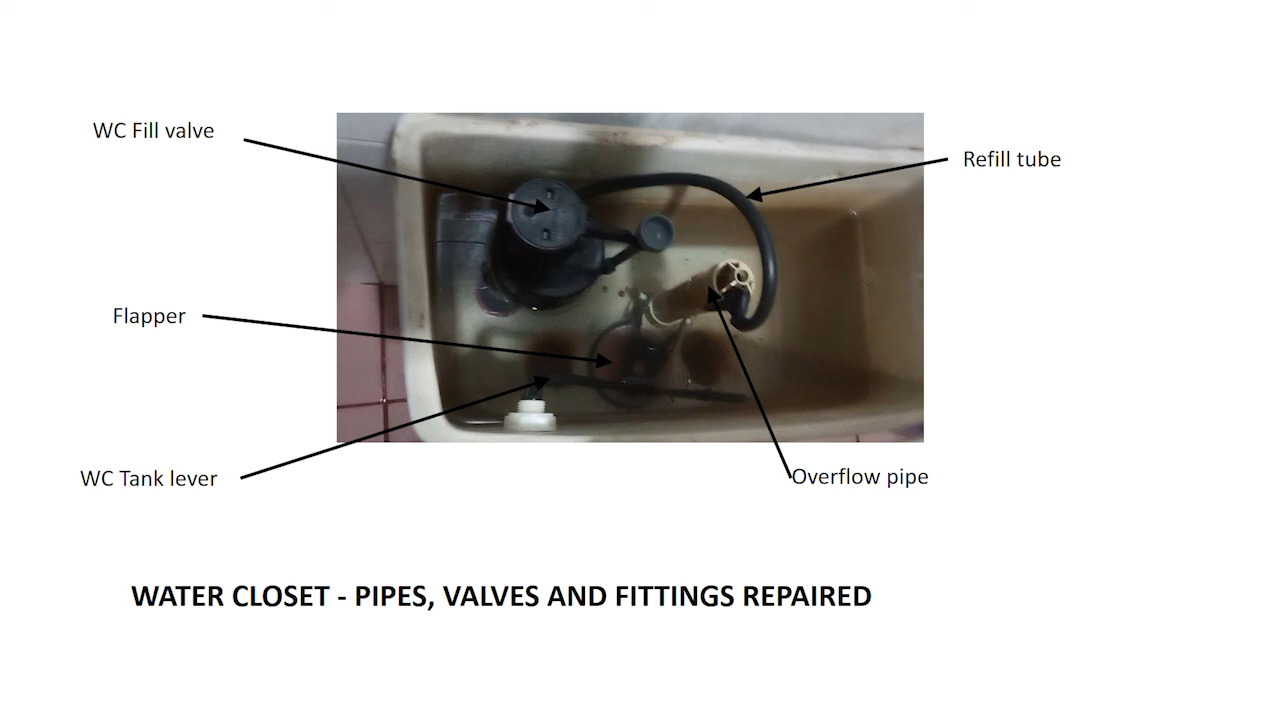 WC Fill valve
Refill tube
Flapper
WC Tank lever
Overflow pipe
WATER CLOSET - PIPES, VALVES AND FITTINGS REPAIRED